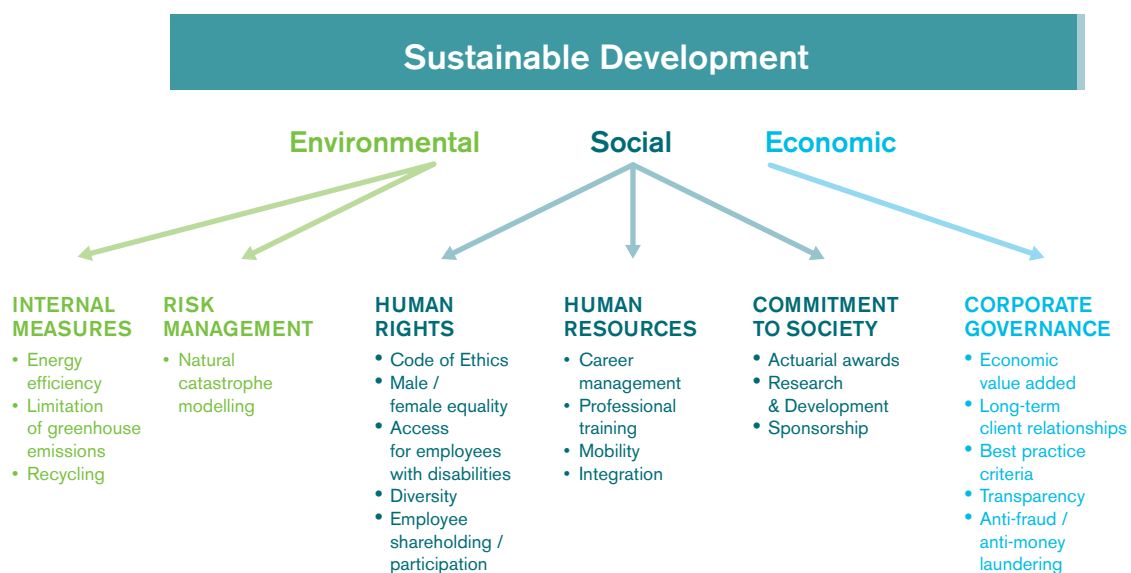 Sustainable Development
Environmental
Social
Economic
INTERNAL
MEASURES
• Energy
efficiency
• Limitation
of greenhouse
emissions
• Recycling
RISK
MANAGEMENT
• Natural
catastrophe
modelling
HUMAN
RIGHTS
• Code of Ethics
• Male /
female equality
• Access
for employees
with disabilities
• Diversity
• Employee
shareholding /
participation
HUMAN
RESOURCES
• Career
management
• Professional
training
• Mobility
• Integration
COMMITMENT
TO SOCIETY
• Actuarial awards
• Research
& Development
• Sponsorship
CORPORATE
GOVERNANCE
• Economic
value added
• Long-term
client relationships
• Best practice
criteria
• Transparency
• Anti-fraud /
anti-money
laundering